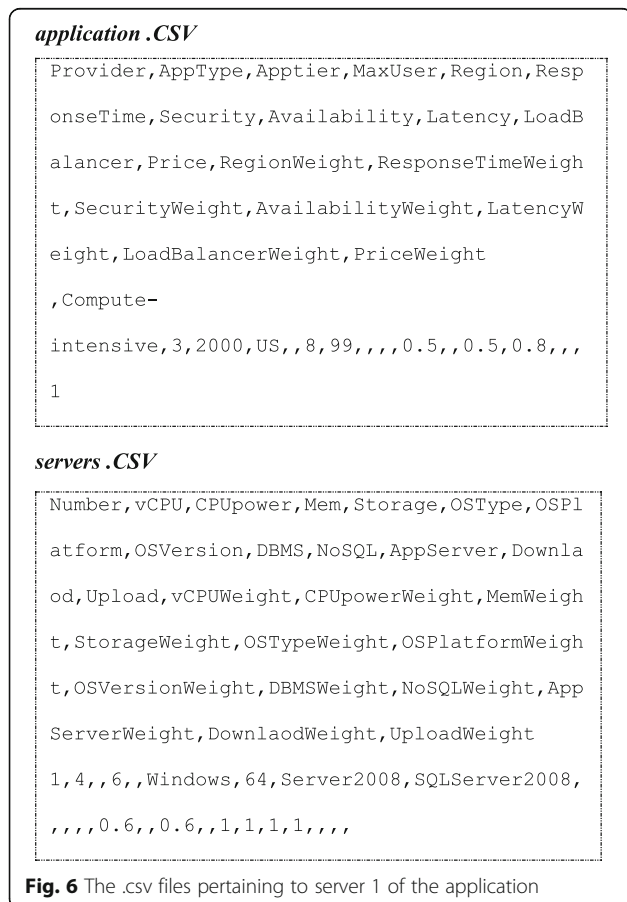 application .CSV
Provider,AppType,Apptier,MaxUser,Region,Resp
onseTime,Security,Availability,Latency,LoadB
alancer,Price,RegionWeight,ResponseTimeWeigh
t,SecurityWeight,AvailabilityWeight,LatencyW
eight,LoadBalancerWeight,PriceWeight
,Compute-
intensive,3,2000,US,,8,99,,,,0.5,,0.5,0.8,,,
1
servers .CSV
Number,vCPU,CPUpower,Mem,Storage,OSType,OSPl
atform,OSVersion,DBMS,NoSQL,AppServer,Downla
od,Upload,vCPUWeight,CPUpowerWeight,MemWeigh
t,StorageWeight,OSTypeWeight,OSPlatformWeigh
t,OSVersionWeight,DBMSWeight,NoSQLWeight,App
ServerWeight,DownlaodWeight,UploadWeight
1,4,,6,,Windows,64,Server2008,SQLServer2008,
,,,,0.6,,0.6,,1,1,1,1,,,,
Fig. 6 The .csv files pertaining to server 1 of the application